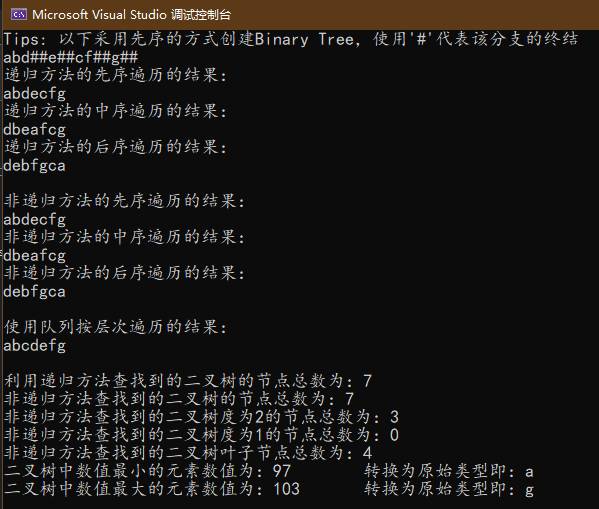 Microsoft Visual Studio 调试控制台
Tips: 以下采用先序的方式创建Binary Tree, 使用'#'代表该分支的终结
abd##e##cf##g##
递归方法的先序遍历的结果:
abdecfg
递归方法的中序遍历的结果:
dbeafcg
递归方法的后序遍历的结果:
debfgca
非递归方法的先序遍历的结果:
abdecfg
非递归方法的中序遍历的结果:
dbeafcg
非递归方法的后序遍历的结果:
debfgca
使用队列按层次遍历的结果:
abcdefg
利用递归方法查找到的二叉树的节点总数为: 7
非递归方法查找到的二叉树的节点总数为: 7
非递归方法查找到的二叉树度为2的节点总数为: 3
非递归方法查找到的二叉树度为1的节点总数为: 0
非递归方法查找到的二叉树叶子节点总数为: 4
二叉树中数值最小的元素数值为: 97 转换为原始类型即: a
二叉树中数值最大的元素数值为: 103 转换为原始类型即: g